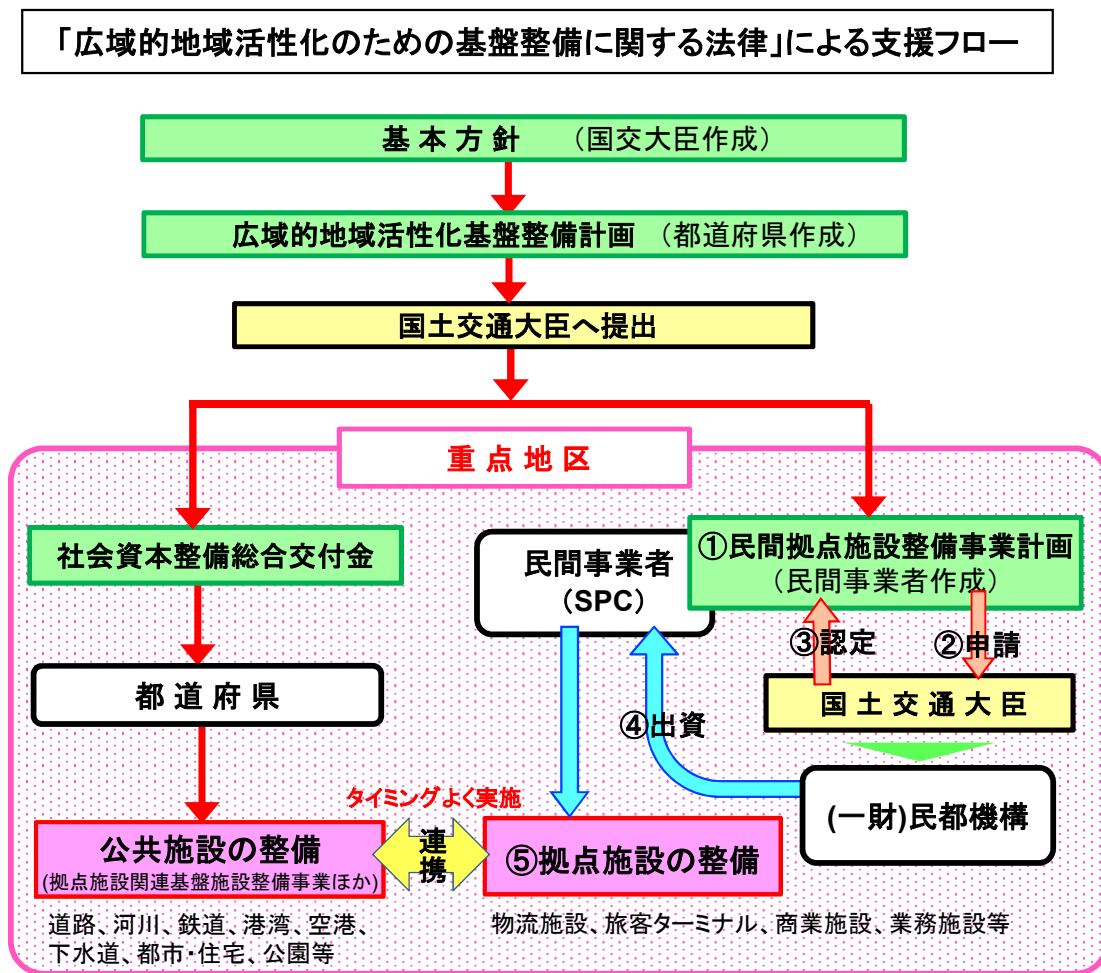 「広域的地域活性化のための基盤整備に関する法律」による支援フロー
基本方針 （国交大臣作成）
広域的地域活性化基盤整備計画 （都道府県作成）
国土交通大臣へ提出
重点地区
社会資本整備総合交付金
都道府県
公共施設の整備
(拠点施設関連基盤施設整備事業ほか)
道路、河川、鉄道、港湾、空港、
下水道、都市・住宅、公園等
タイミングよく実施
連携
民間事業者
（SPC）
①民間拠点施設整備事業計画
（民間事業者作成）
③認定
②申請
国土交通大臣
④出資
(一財)民都機構
⑤拠点施設の整備
物流施設、旅客ターミナル、商業施設、業務施設等